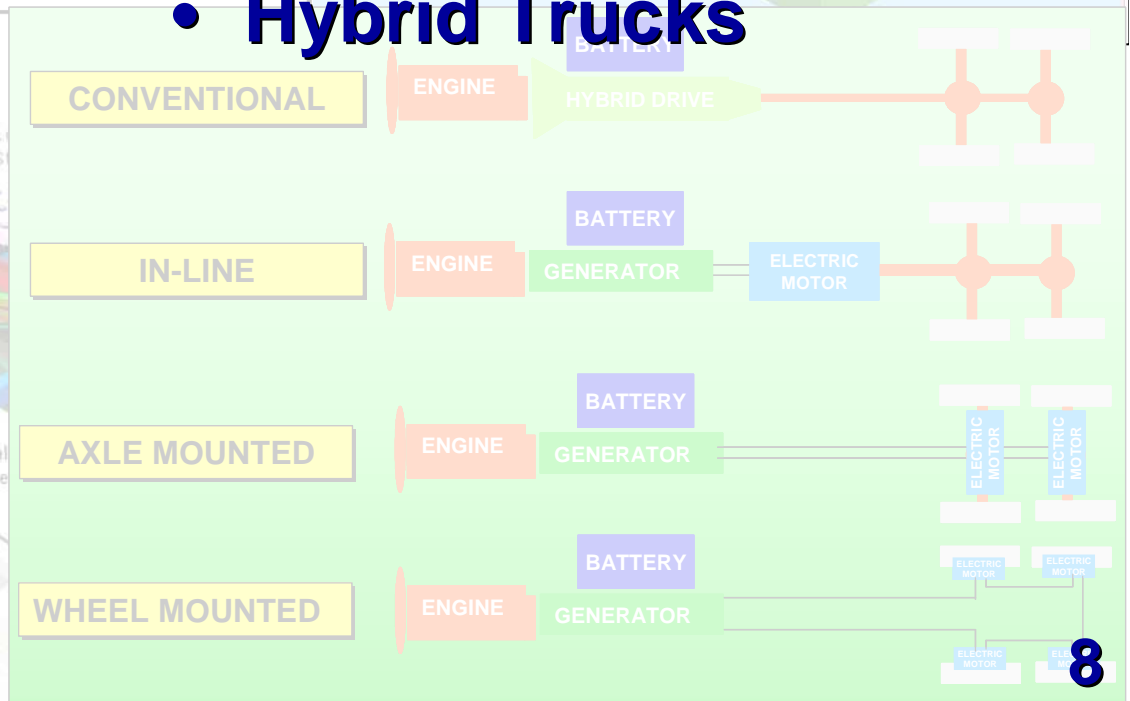 • Hybrid Trucks
BATTERY
CONVENTIONAL
ENGINE
HYBRID DRIVE
BATTERY
IN-LINE
ENGINE
GENERATOR
ELECTRIC
MOTOR
BATTERY
AXLE MOUNTED
ENGINE
GENERATOR
ELECTRIC
MOTOR
ELECTRIC
MOTOR
BATTERY
WHEEL MOUNTED
ENGINE
GENERATOR
ELECTRIC
MOTOR
ELECTRIC
MOTOR
ELECTRIC
MOTOR
8